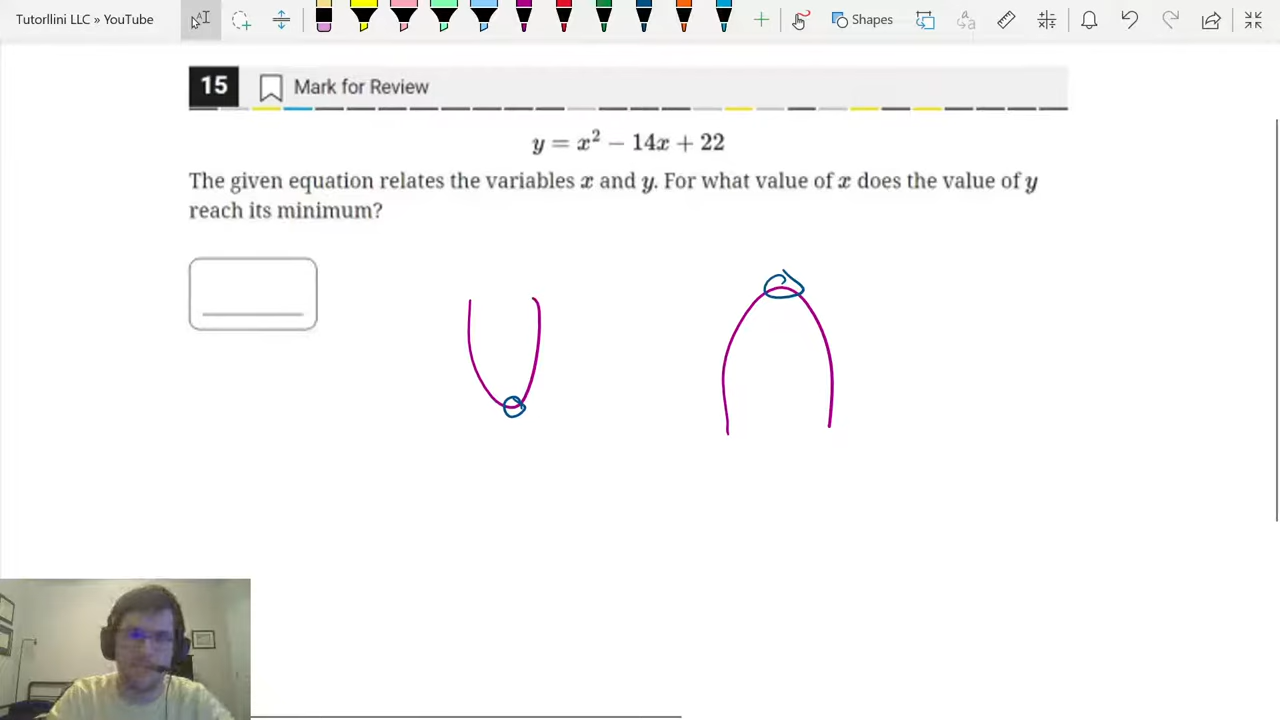 Tutorllini LLC » YouTube
Shapes
15 Mark for Review
y = x² − 14x + 22
The given equation relates the variables x and y. For what value of x does the value of y
reach its minimum?